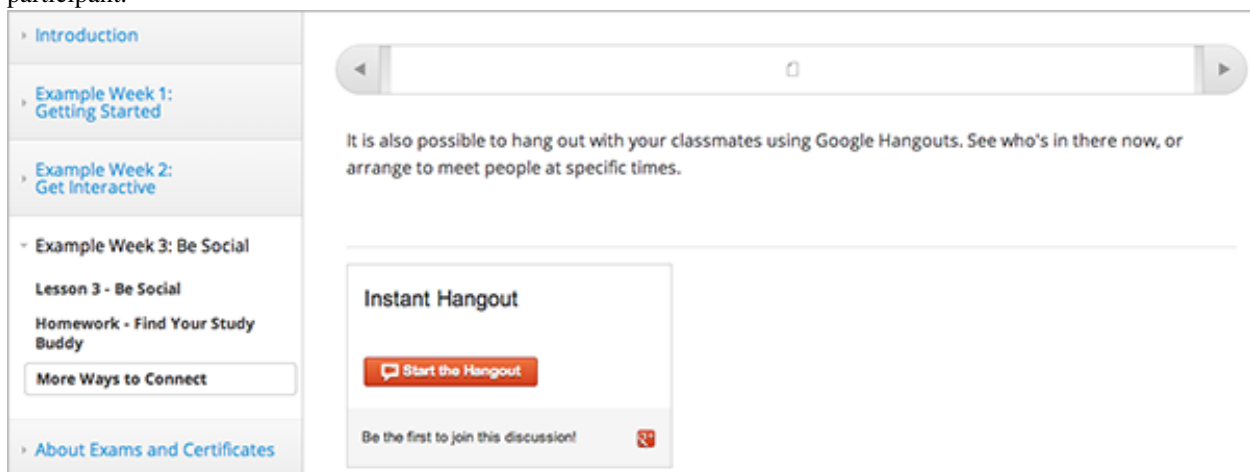 participant.
Introduction
Example Week 1:
Getting Started
Example Week 2:
Get Interactive
Example Week 3: Be Social
Lesson 3 - Be Social
Homework - Find Your Study
Buddy
More Ways to Connect
About Exams and Certificates
It is also possible to hang out with your classmates using Google Hangouts. See who's in there now, or
arrange to meet people at specific times.
Instant Hangout
Start the Hangout
Be the first to join this discussion!